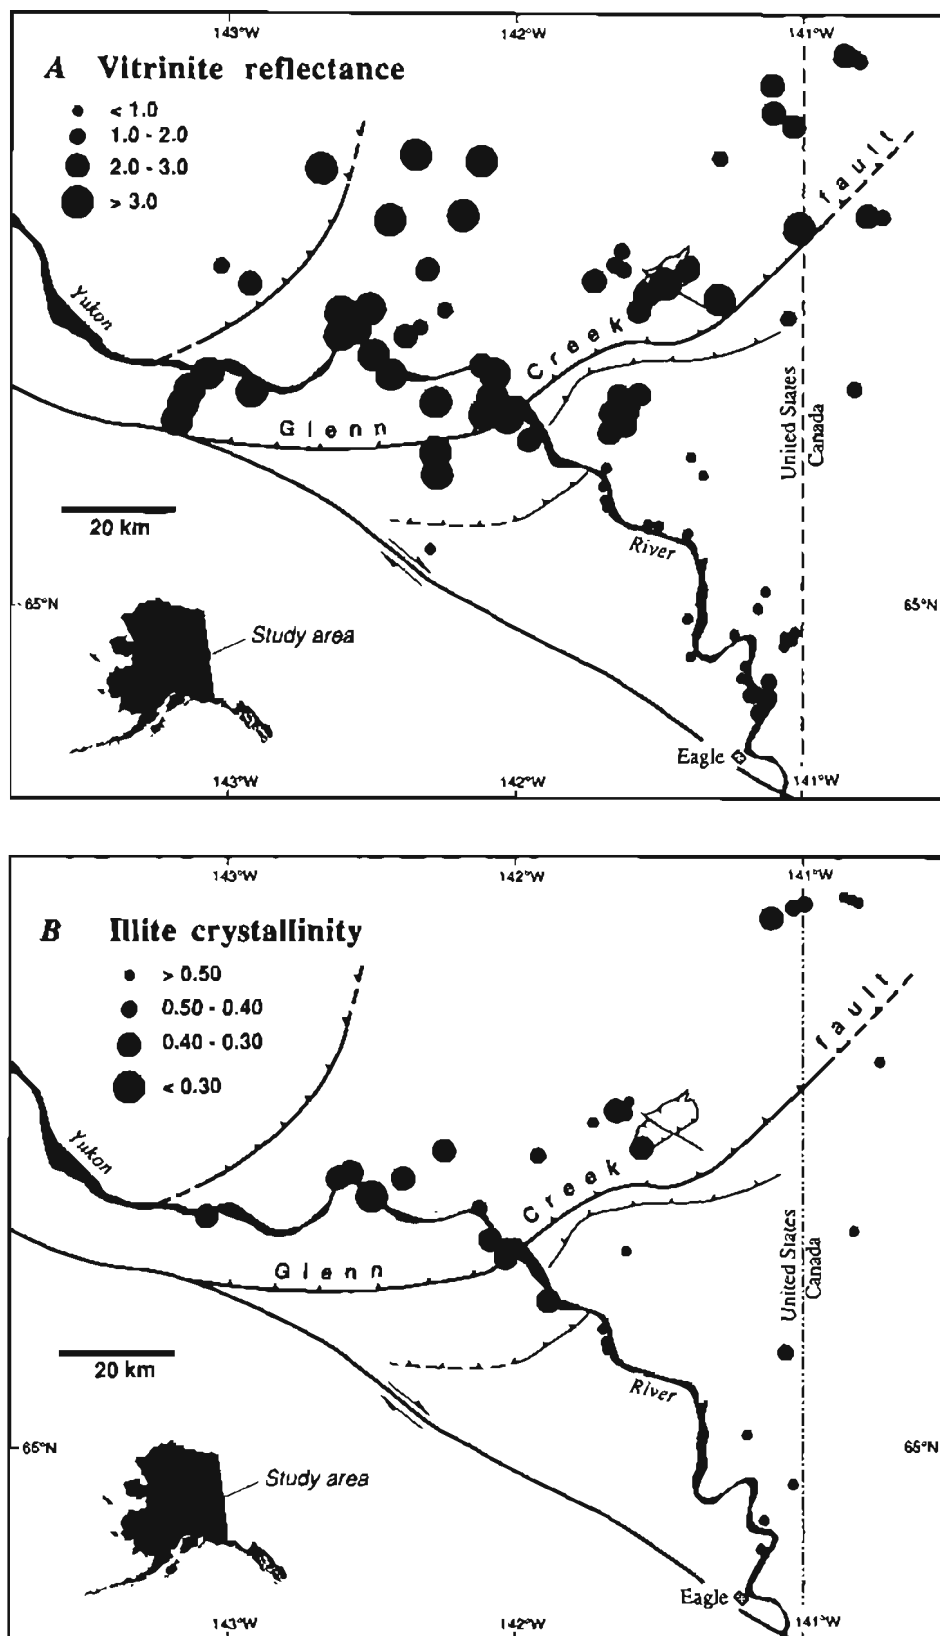 143°W 142°W 141°W
A Vitrinite reflectance
< 1.0
1.0 - 2.0
2.0 - 3.0
> 3.0
fault
Yukon
Creek
Glenn
United States
Canada
20 km
River
65°N 65°N
Study area
Eagle
143°W 142°W 141°W
143°W 142°W 141°W
B Illite crystallinity
> 0.50
0.50 - 0.40
0.40 - 0.30
< 0.30
fault
Yukon
Creek
Glenn
United States
Canada
20 km
River
65°N 65°N
Study area
Eagle
143°W 142°W 141°W